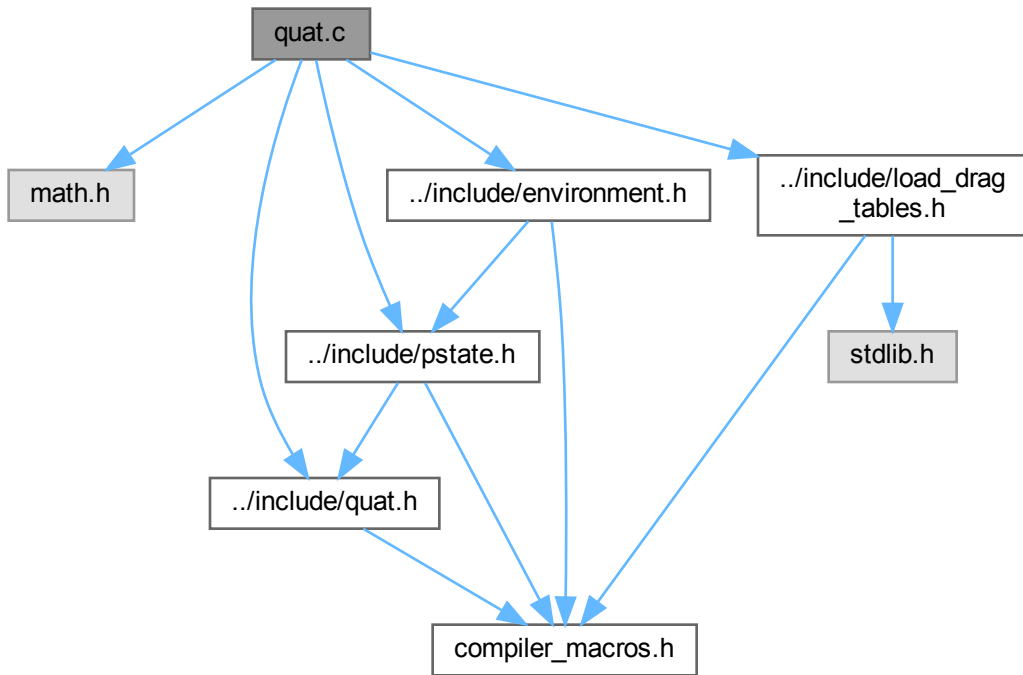 quat.c
math.h
../include/environment.h
../include/load_drag
_tables.h
../include/pstate.h
stdlib.h
../include/quat.h
compiler_macros.h